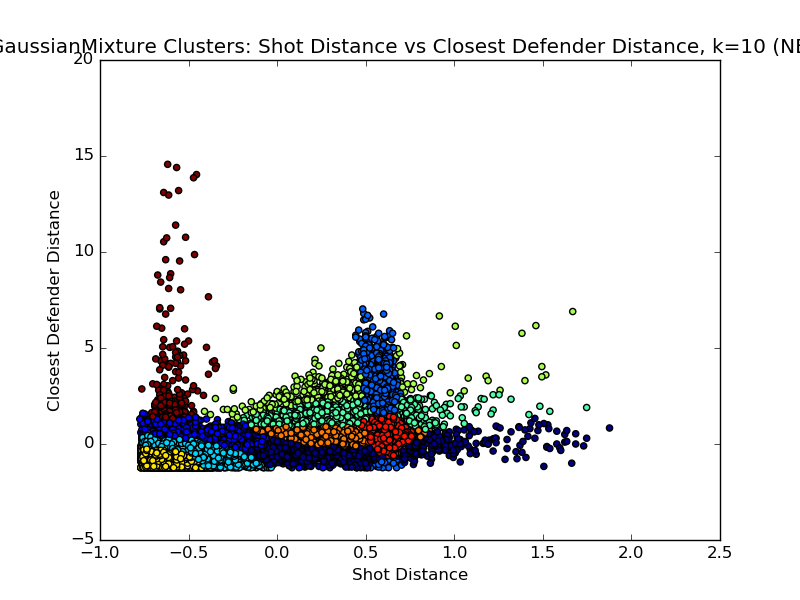 GaussianMixture Clusters: Shot Distance vs Closest Defender Distance, k=10
20
15
10
5
0
−5
Closest Defender Distance
−1.0 −0.5 0.0 0.5 1.0 1.5 2.0 2.5
Shot Distance